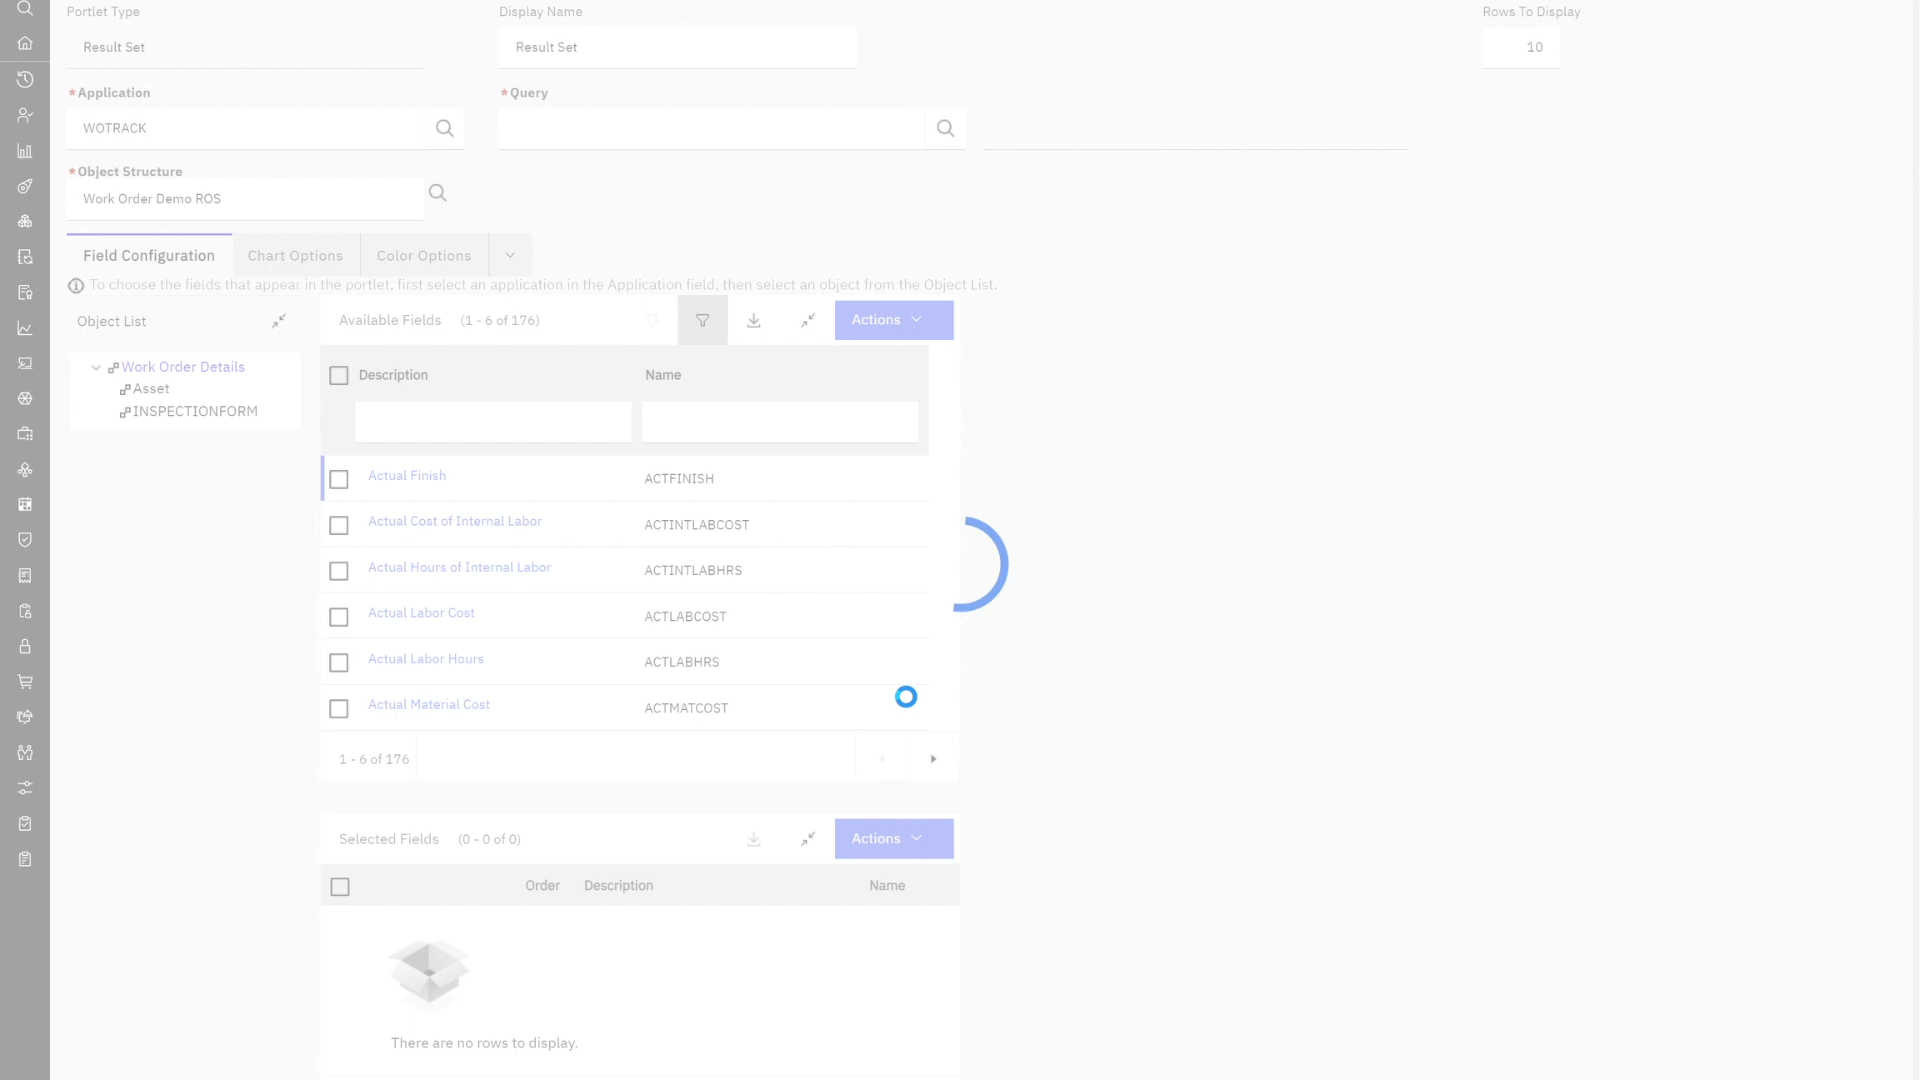 Portlet Type
Display Name
Rows To Display
Result Set
Result Set
10
*Application
*Query
WOTRACK
*Object Structure
Work Order Demo ROS
Field Configuration
Chart Options
Color Options
To choose the fields that appear in the portlet, first select an application in the Application field, then select an object from the Object List.
Object List
Available Fields (1 - 6 of 176)
Actions
Work Order Details
Asset
INSPECTIONFORM
Description
Name
Actual Finish
ACTFINISH
Actual Cost of Internal Labor
ACTINTLABCOST
Actual Hours of Internal Labor
ACTINTLABHRS
Actual Labor Cost
ACTLABCOST
Actual Labor Hours
ACTLABHRS
Actual Material Cost
ACTMATCOST
1 - 6 of 176
Selected Fields (0 - 0 of 0)
Actions
Order
Description
Name
There are no rows to display.